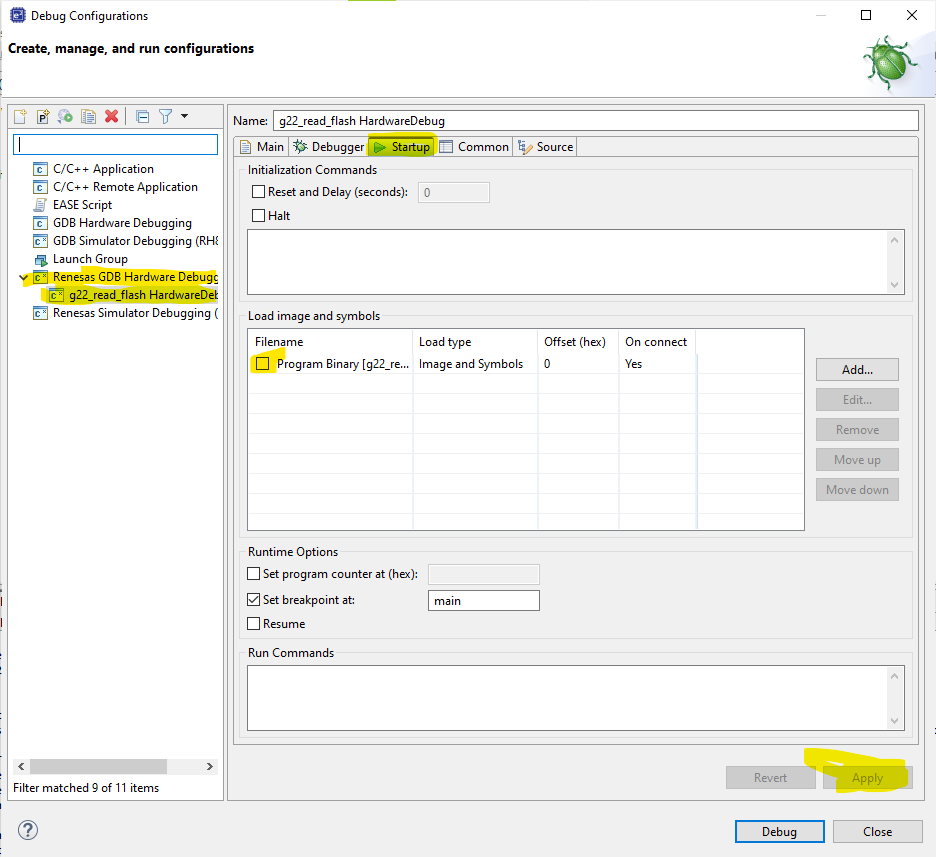 Debug Configurations
Create, manage, and run configurations
Name: g22_read_flash HardwareDebug
Main Debugger Startup Common Source
C/C++ Application
C/C++ Remote Application
EASE Script
GDB Hardware Debugging
GDB Simulator Debugging (RH8
Launch Group
Renesas GDB Hardware Debugg
g22_read_flash HardwareDeb
Renesas Simulator Debugging (
Filter matched 9 of 11 items
Initialization Commands
Reset and Delay (seconds): 0
Halt
Load image and symbols
Filename Load type Offset (hex) On connect
Program Binary [g22_re... Image and Symbols 0 Yes
Add...
Edit...
Remove
Move up
Move down
Runtime Options
Set program counter at (hex):
Set breakpoint at: main
Resume
Run Commands
Revert Apply
? Debug Close